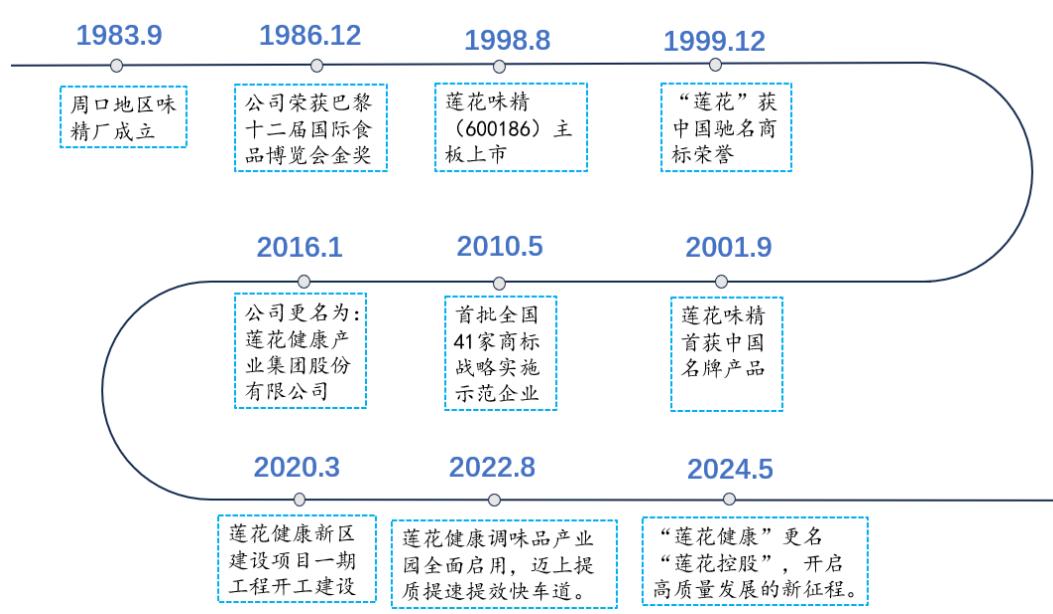 1983.9
周口地区味
精厂成立
1986.12
公司荣获巴黎
十二届国际食
品博览会金奖
1998.8
莲花味精
（600186）主
板上市
1999.12
“莲花”获
中国驰名商
标荣誉
2001.9
莲花味精
首获中国
名牌产品
2010.5
首批全国
41家商标
战略实施
示范企业
2016.1
公司更名为：
莲花健康产
业集团股份
有限公司
2020.3
莲花健康新区
建设项目一期
工程开工建设
2022.8
莲花健康调味品产业
园全面启用，迈上提
质提速提效快车道。
2024.5
“莲花健康”更名
“莲花控股”，开启
高质量发展的新征程。